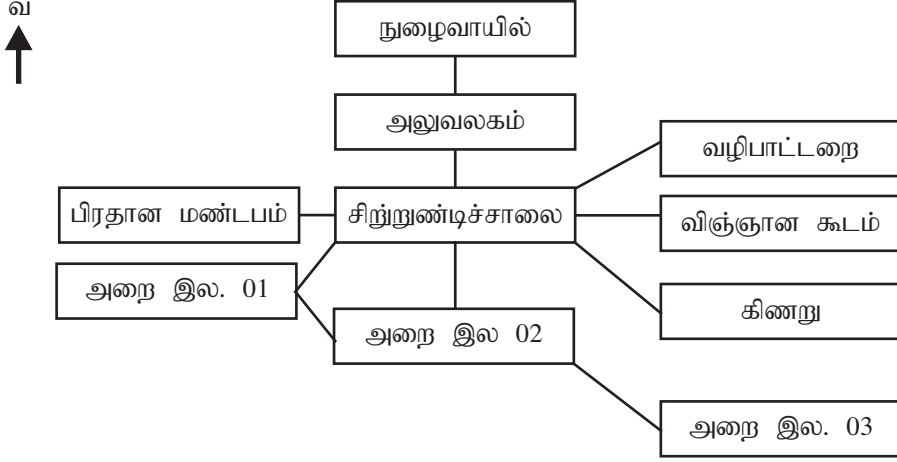 வ
நுழைவாயில்
அலுவலகம்
வழிபாட்டறை
பிரதான மண்டபம்
சிற்றுண்டிச்சாலை
விஞ்ஞான கூடம்
அறை இல. 01
கிணறு
அறை இல 02
அறை இல. 03